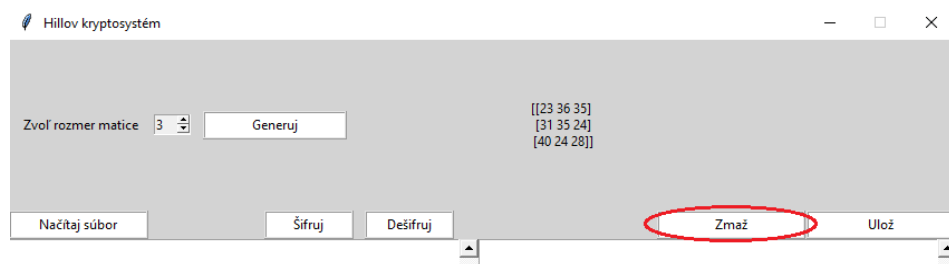 Hillov kryptosystém
[[23 36 35]
Zvoľ rozmer matice 3 Generuj [31 35 24]
[40 24 28]]
Načítaj súbor Šifruj Dešifruj Zmaž Ulož